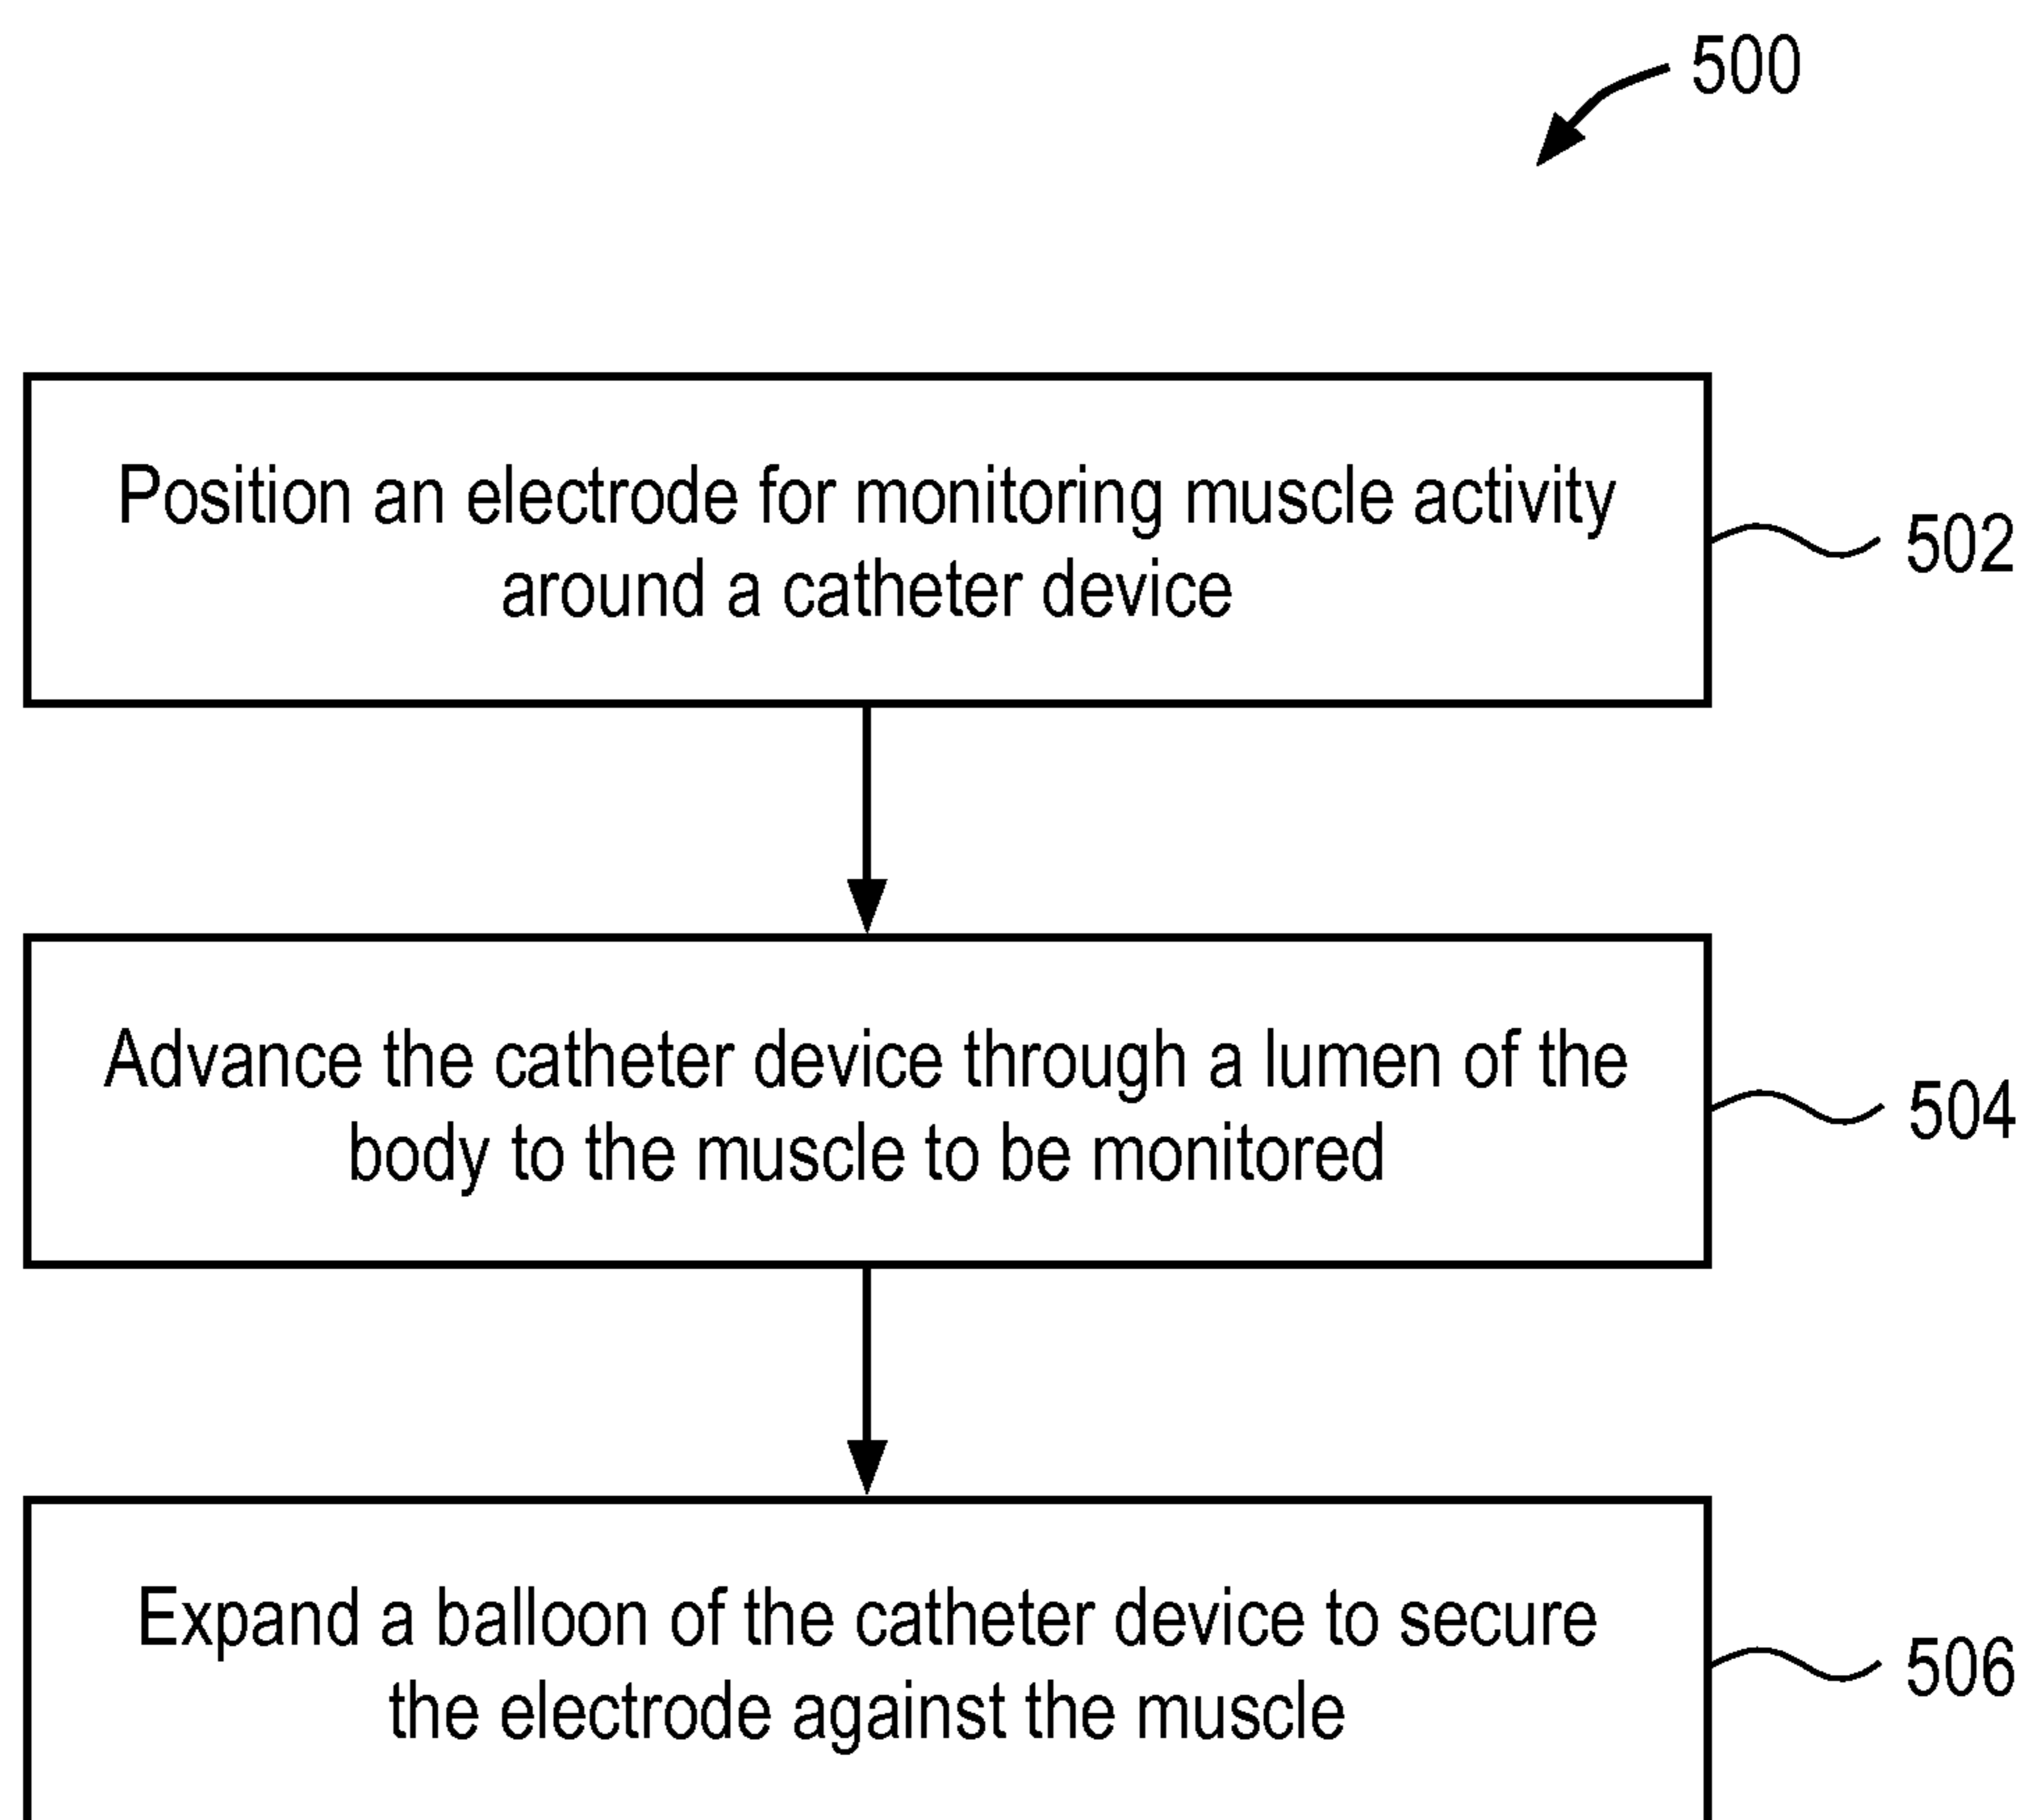 500
Position an electrode for monitoring muscle activity
around a catheter device
502
Advance the catheter device through a lumen of the
body to the muscle to be monitored
504
Expand a balloon of the catheter device to secure
the electrode against the muscle
506